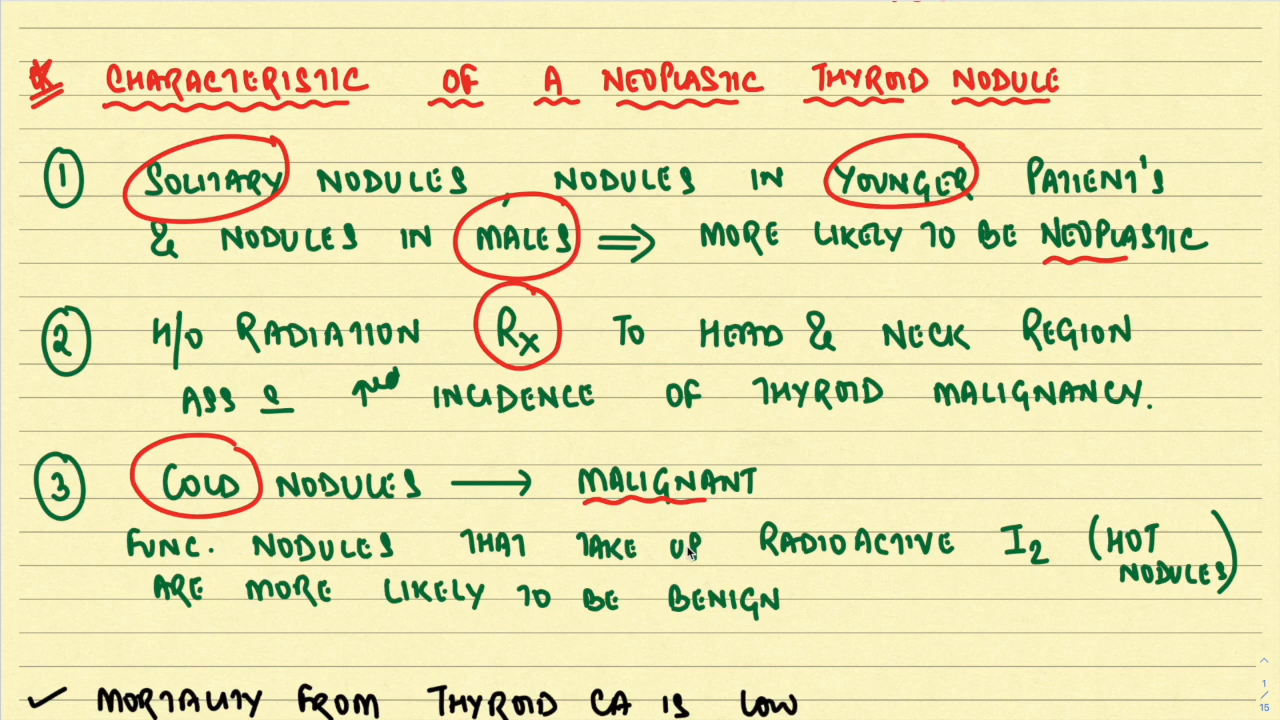 * CHARACTERISTIC OF A NEOPLASTIC THYROID NODULE
① SOLITARY NODULES, NODULES IN YOUNGER PATIENT'S
& NODULES IN MALES ⇒ MORE LIKELY TO BE NEOPLASTIC
② H/O RADIATION Rx TO HEAD & NECK REGION
ASS c̄ ↑sed INCIDENCE OF THYROID MALIGNANCY.
③ COLD NODULES → MALIGNANT
FUNC. NODULES THAT TAKE UP RADIOACTIVE I2 (HOT NODULES)
ARE MORE LIKELY TO BE BENIGN
✓ MORTALITY FROM THYROID CA IS LOW
1
/
15